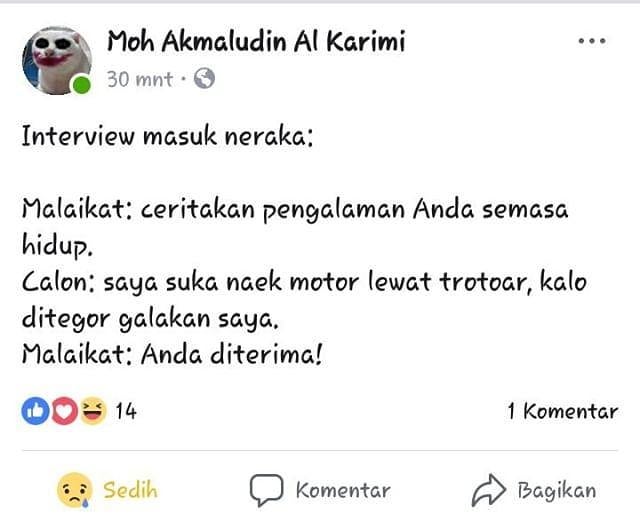 Moh Akmaludin Al Karimi
30 mnt ·
Interview masuk neraka:
Malaikat: ceritakan pengalaman Anda semasa
hidup.
Calon: saya suka naek motor lewat trotoar, kalo
ditegor galakan saya.
Malaikat: Anda diterima!
14
1 Komentar
Sedih
Komentar
Bagikan